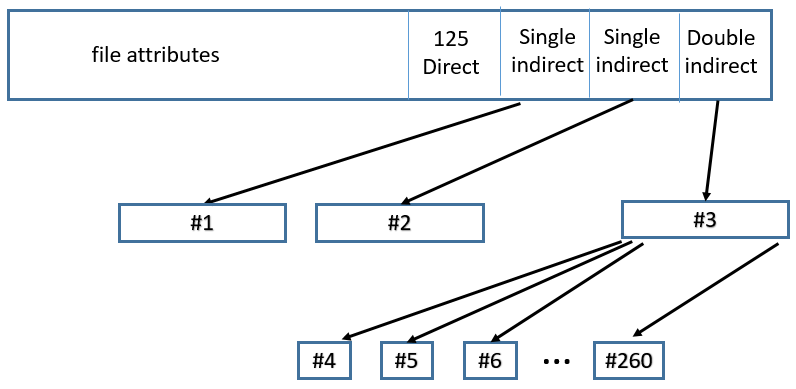 file attributes
125
Direct
Single
indirect
Single
indirect
Double
indirect
#1
#2
#3
#4
#5
#6
...
#260